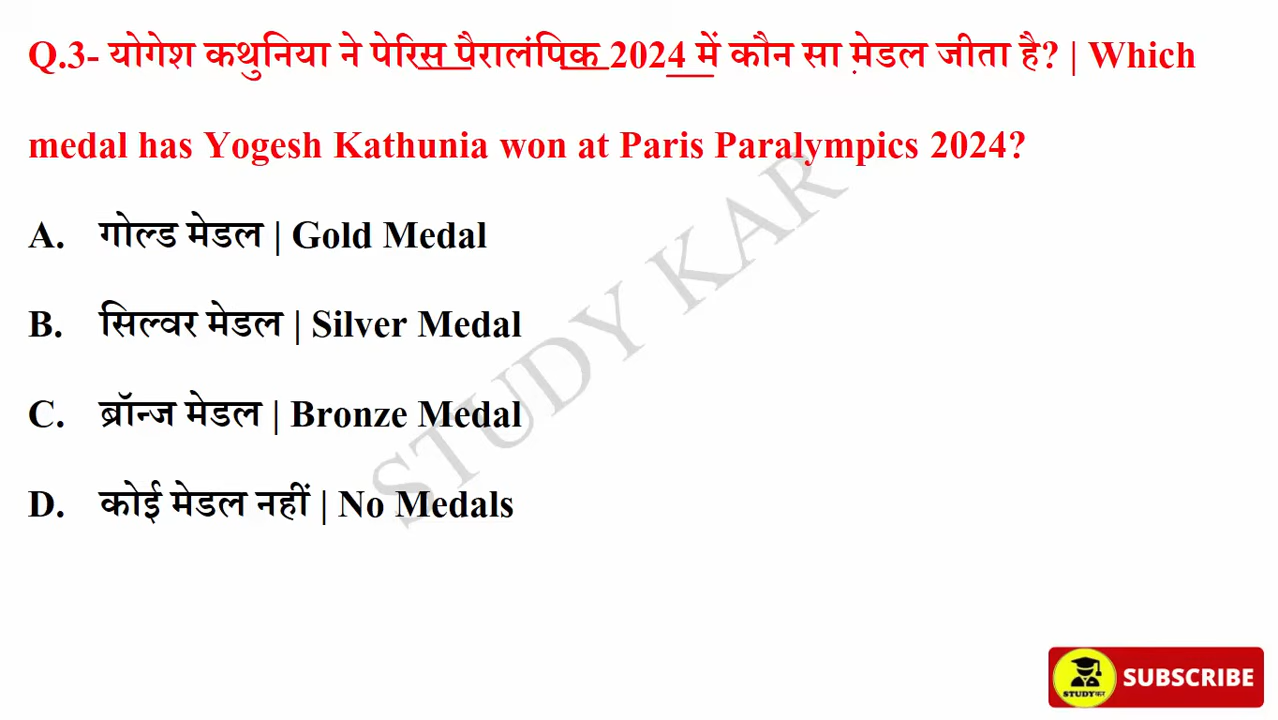 Q.3- योगेश कथुनिया ने पेरिस पैरालंपिक 2024 में कौन सा मेडल जीता है? | Which
medal has Yogesh Kathunia won at Paris Paralympics 2024?
A. गोल्ड मेडल | Gold Medal
B. सिल्वर मेडल | Silver Medal
C. ब्रॉन्ज मेडल | Bronze Medal
D. कोई मेडल नहीं | No Medals
STUDY KAR
STUDYकर
SUBSCRIBE